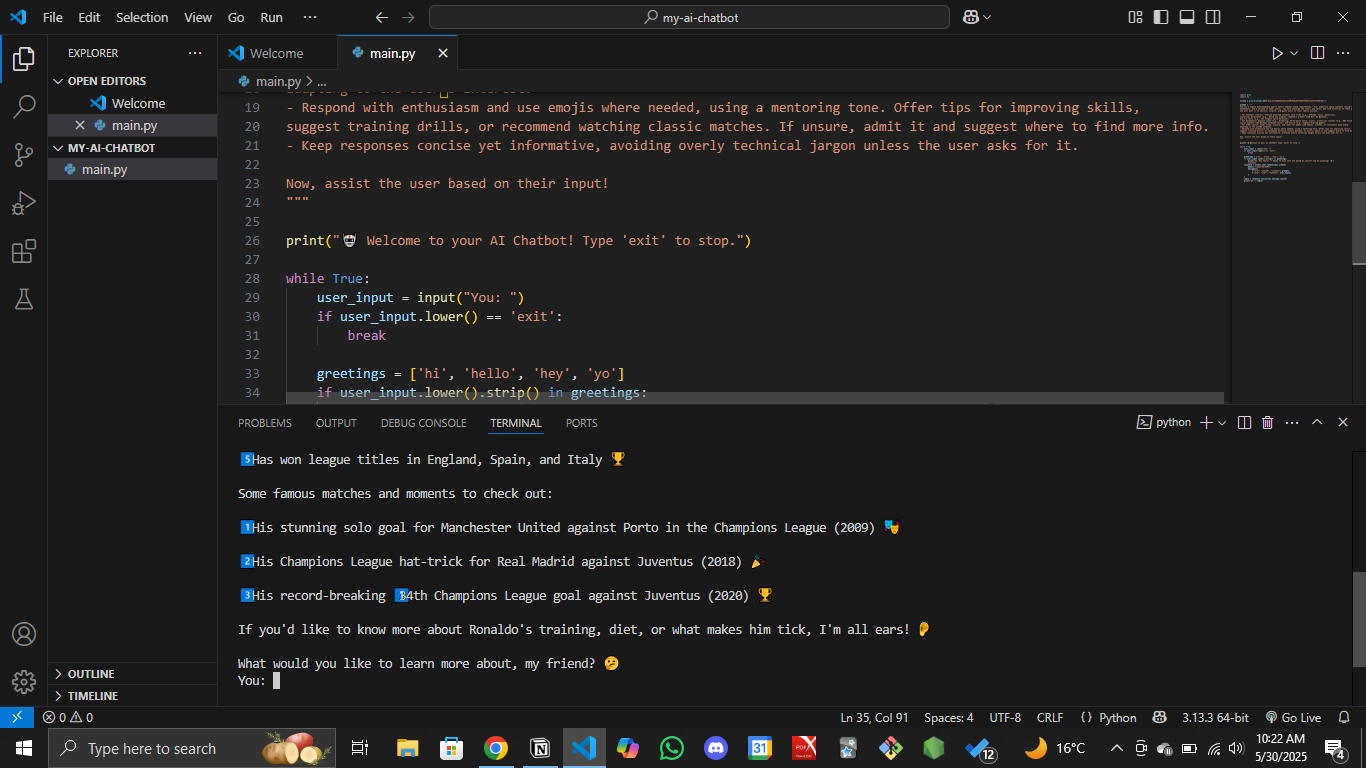 File Edit Selection View Go Run ··· my-ai-chatbot
EXPLORER ···
Welcome
main.py
OPEN EDITORS
Welcome
main.py
MY-AI-CHATBOT
main.py
OUTLINE
TIMELINE
main.py > ...
19 - Respond with enthusiasm and use emojis where needed, using a mentoring tone. Offer tips for improving skills,
20 suggest training drills, or recommend watching classic matches. If unsure, admit it and suggest where to find more info.
21 - Keep responses concise yet informative, avoiding overly technical jargon unless the user asks for it.
22
23 Now, assist the user based on their input!
24 """
25
26 print("🤖 Welcome to your AI Chatbot! Type 'exit' to stop.")
27
28 while True:
29 user_input = input("You: ")
30 if user_input.lower() == 'exit':
31 break
32
33 greetings = ['hi', 'hello', 'hey', 'yo']
34 if user_input.lower().strip() in greetings:
PROBLEMS OUTPUT DEBUG CONSOLE TERMINAL PORTS python
5 Has won league titles in England, Spain, and Italy 🏆
Some famous matches and moments to check out:
1 His stunning solo goal for Manchester United against Porto in the Champions League (2009) 🎭
2 His Champions League hat-trick for Real Madrid against Juventus (2018) 🎉
3 His record-breaking 4th Champions League goal against Juventus (2020) 🏆
If you'd like to know more about Ronaldo's training, diet, or what makes him tick, I'm all ears! 👂
What would you like to learn more about, my friend? 🤔
You:
0 0 Ln 35, Col 91 Spaces: 4 UTF-8 CRLF {} Python 3.13.3 64-bit Go Live
Type here to search 31 PDF 12 16°C 10:22 AM 4
5/30/2025